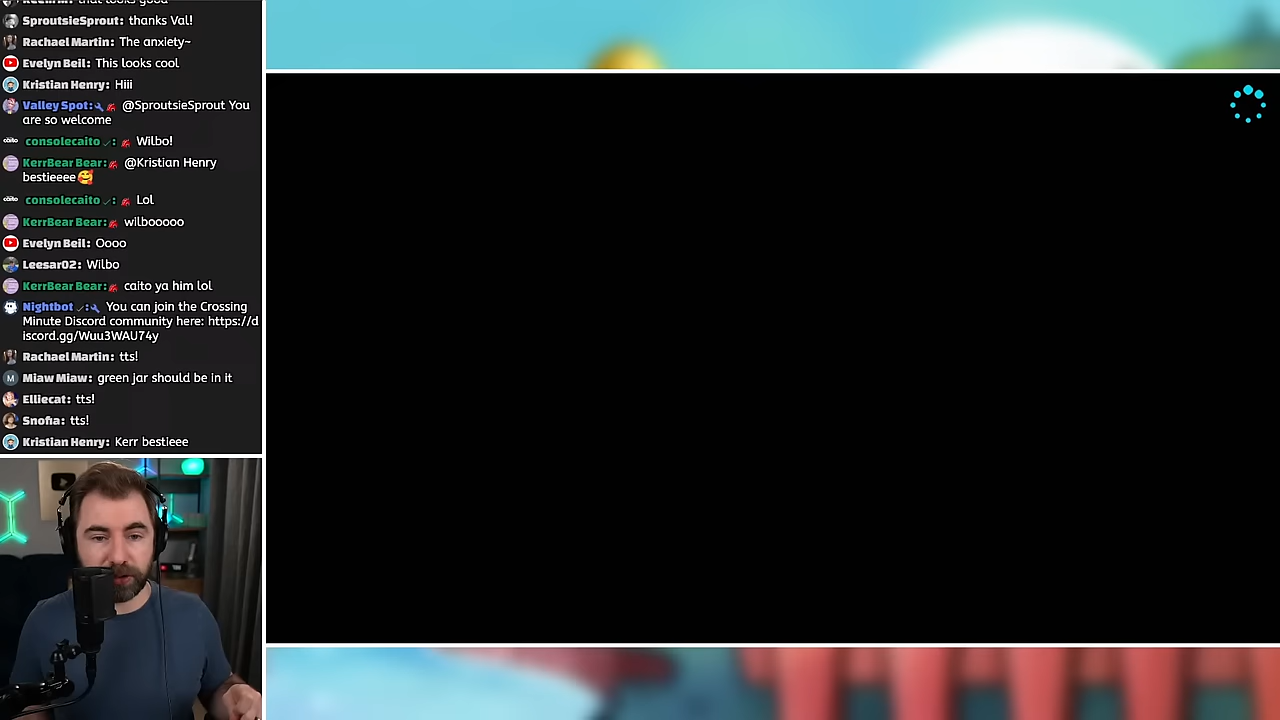 SproutsieSprout: thanks Val!
Rachael Martin: The anxiety~
Evelyn Beil: This looks cool
Kristian Henry: Hiii
Valley Spot: @SproutsieSprout You
are so welcome
caito consolecaito : Wilbo!
KerrBear Bear: @Kristian Henry
bestieeee
caito consolecaito : Lol
KerrBear Bear: wilbooooo
Evelyn Beil: Oooo
Leesar02: Wilbo
KerrBear Bear: caito ya him lol
Nightbot : You can join the Crossing
Minute Discord community here: https://d
iscord.gg/Wuu3WAU74y
Rachael Martin: tts!
M Miaw Miaw: green jar should be in it
Elliecat: tts!
Snofia: tts!
Kristian Henry: Kerr bestieee